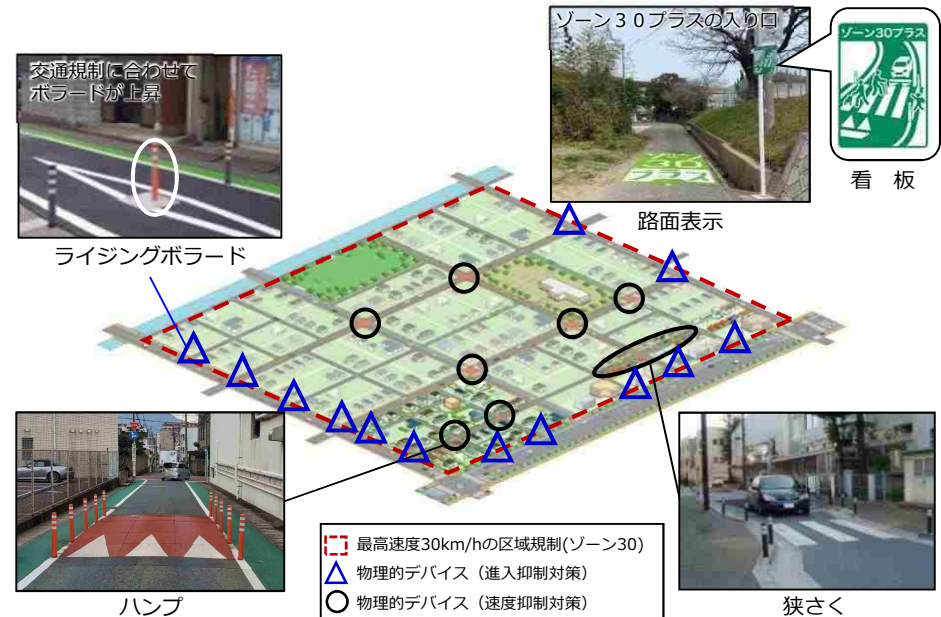 交通規制に合わせて
ボラードが上昇
ライジングボラード
ゾーン30プラスの入り口
ゾーン30プラス
看 板
路面表示
ハンプ
狭さく
最高速度30km/hの区域規制(ゾーン30)
物理的デバイス（進入抑制対策）
物理的デバイス（速度抑制対策）